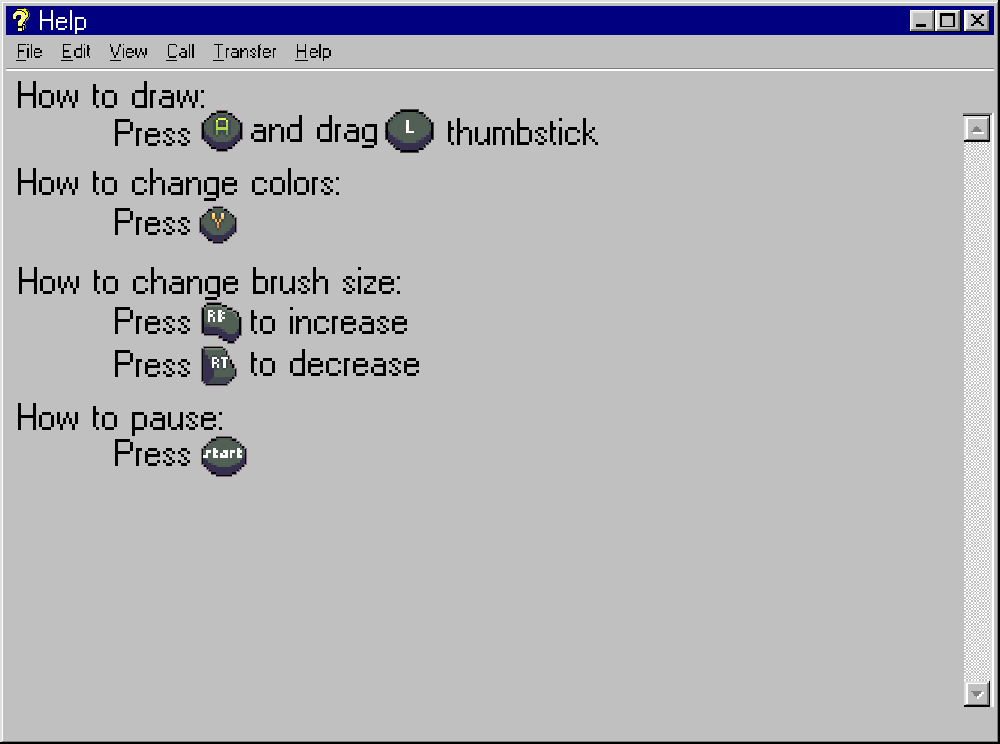 Help
File Edit View Call Transfer Help
How to draw:
Press A and drag L thumbstick
How to change colors:
Press Y
How to change brush size:
Press RB to increase
Press RT to decrease
How to pause:
Press start